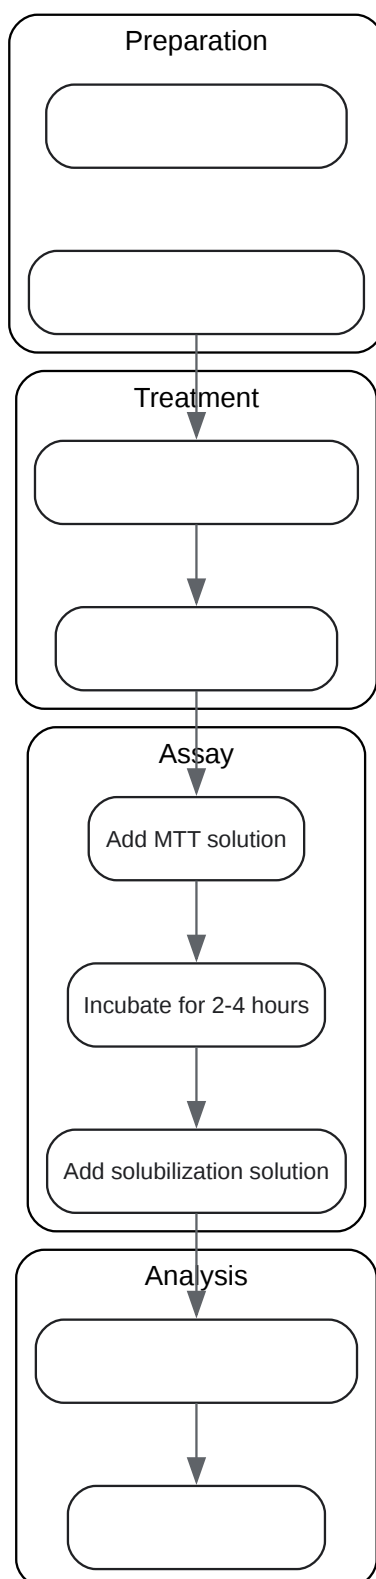 Preparation
Treatment
Assay
Add MTT solution
Incubate for 2-4 hours
Add solubilization solution
Analysis